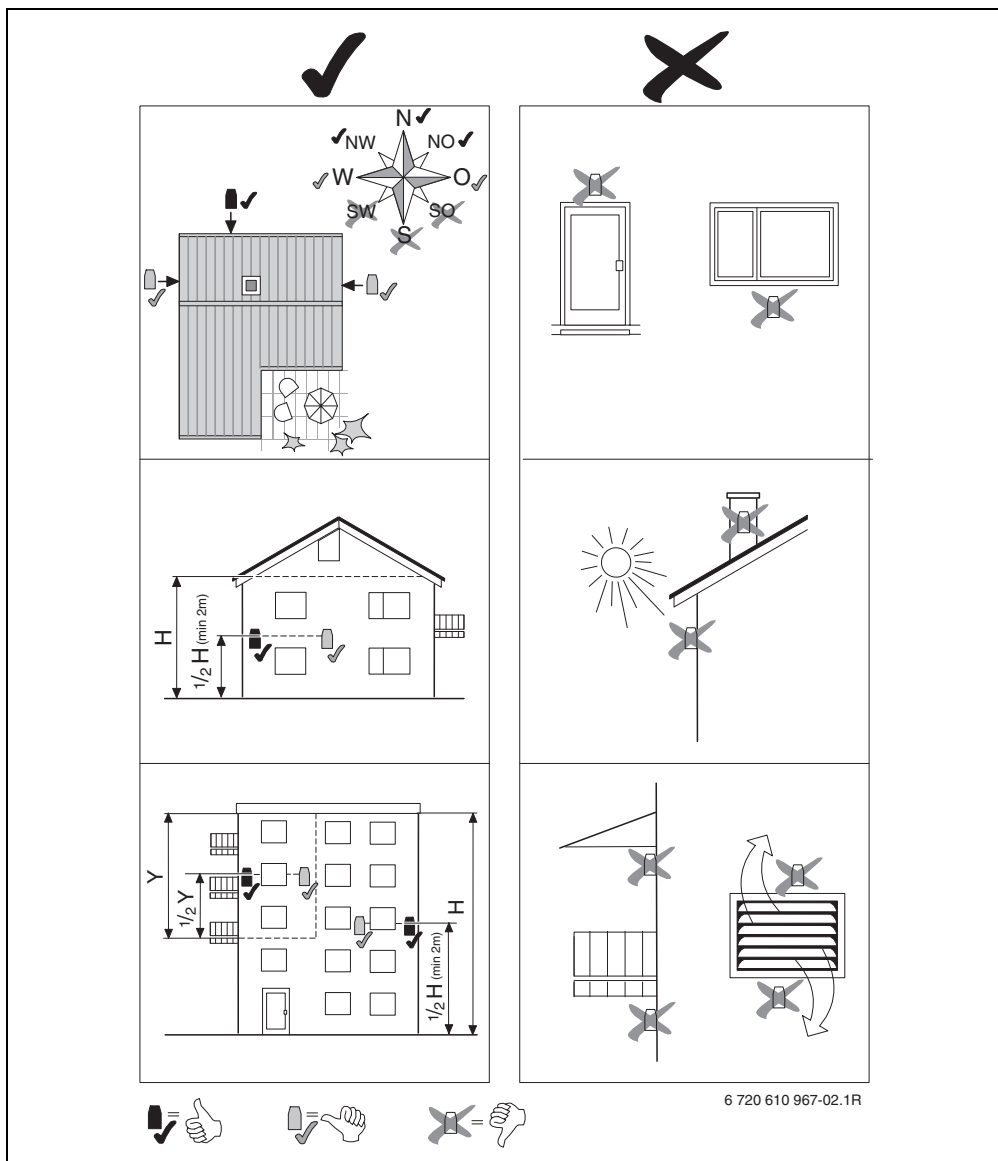 N
NW NO
W O
SW SO
S
H
1/2 H (min 2m)
Y
1/2 Y
H
1/2 H (min 2m)
6 720 610 967-02.1R
= = =